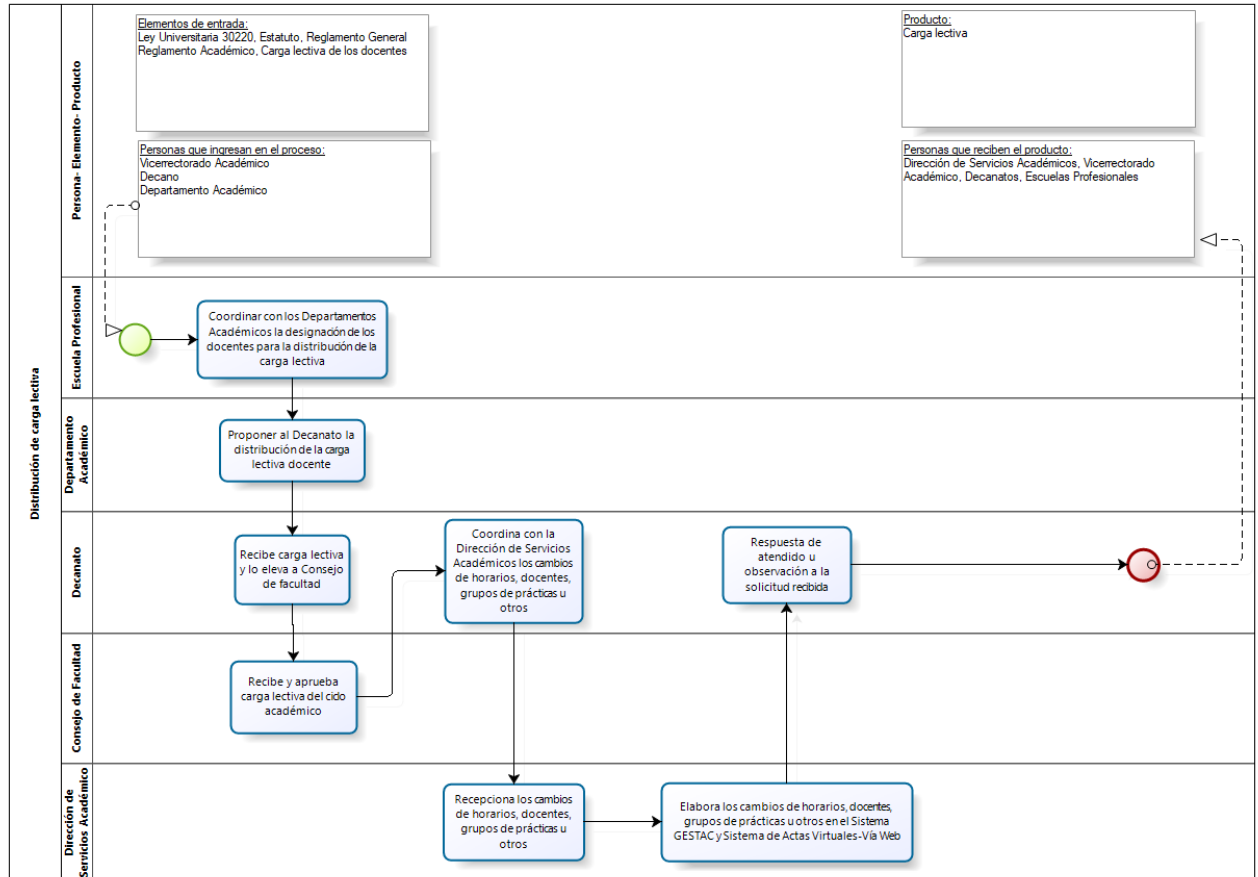 Distribución de carga lectiva
Persona- Elemento- Producto
Elementos de entrada:
Ley Universitaria 30220, Estatuto, Reglamento General
Reglamento Académico, Carga lectiva de los docentes
Producto:
Carga lectiva
Personas que ingresan en el proceso:
Vicerrectorado Académico
Decano
Departamento Académico
Personas que reciben el producto:
Dirección de Servicios Académicos, Vicerrectorado
Académico, Decanatos, Escuelas Profesionales
Escuela Profesional
Coordinar con los Departamentos
Académicos la designación de los
docentes para la distribución de la
carga lectiva
Departamento
Académico
Proponer al Decanato la
distribución de la carga
lectiva docente
Decanato
Recibe carga lectiva
y lo eleva a Consejo
de facultad
Coordina con la
Dirección de Servicios
Académicos los cambios
de horarios, docentes,
grupos de prácticas u
otros
Respuesta de
atendido u
observación a la
solicitud recibida
Consejo de Facultad
Recibe y aprueba
carga lectiva del ciclo
académico
Dirección de
Servicios Académico
Recepciona los cambios
de horarios, docentes,
grupos de prácticas u
otros
Elabora los cambios de horarios, docentes,
grupos de prácticas u otros en el Sistema
GESTAC y Sistema de Actas Virtuales-Vía Web